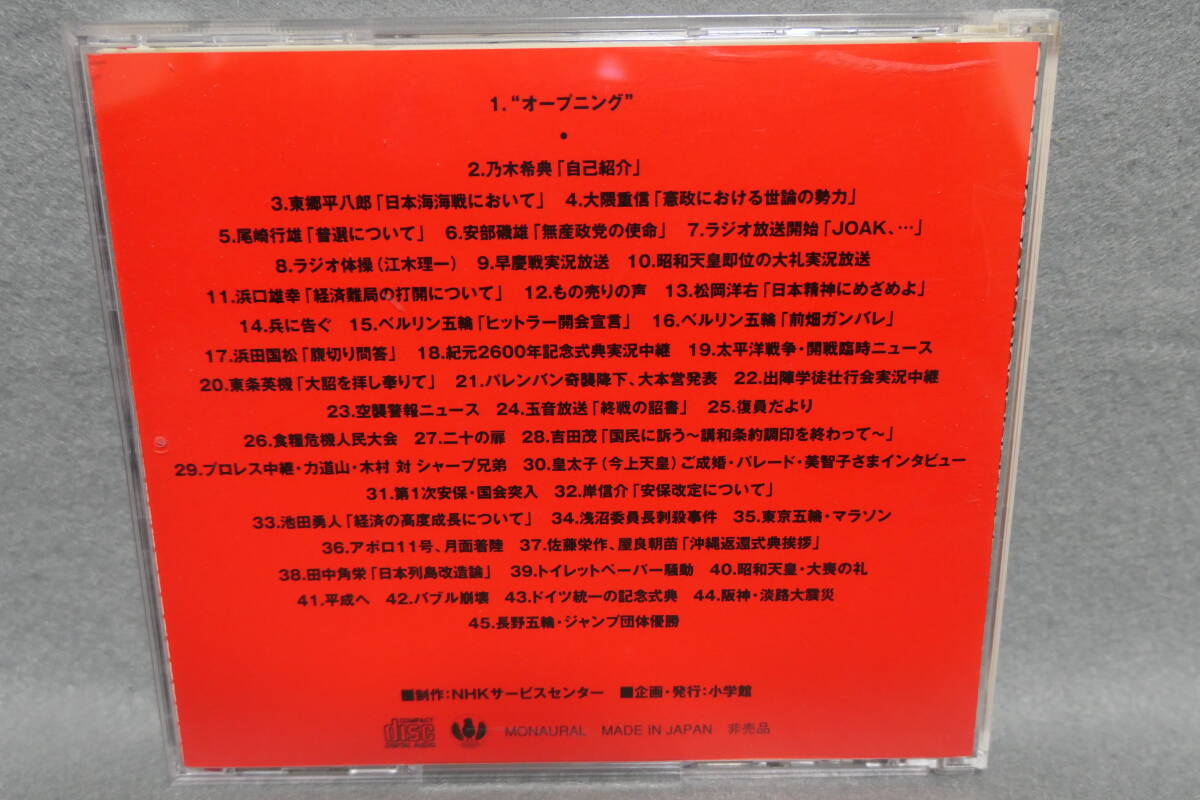 1.“オープニング”
•
2.乃木希典「自己紹介」
3.東郷平八郎「日本海海戦において」 4.大隈重信「憲政における世論の勢力」
5.尾崎行雄「普選について」 6.安部磯雄「無産政党の使命」 7.ラジオ放送開始「JOAK、…」
8.ラジオ体操（江木理一） 9.早慶戦実況放送 10.昭和天皇即位の大礼実況放送
11.浜口雄幸「経済難局の打開について」 12.もの売りの声 13.松岡洋右「日本精神にめざめよ」
14.兵に告ぐ 15.ベルリン五輪「ヒットラー開会宣言」 16.ベルリン五輪「前畑ガンバレ」
17.浜田国松「腹切り問答」 18.紀元2600年記念式典実況中継 19.太平洋戦争・開戦臨時ニュース
20.東条英機「大詔を拝し奉りて」 21.パレンバン奇襲降下、大本営発表 22.出陣学徒壮行会実況中継
23.空襲警報ニュース 24.玉音放送「終戦の詔書」 25.復員だより
26.食糧危機人民大会 27.二十の扉 28.吉田茂「国民に訴う〜講和条約調印を終わって〜」
29.プロレス中継・力道山・木村 対 シャープ兄弟 30.皇太子（今上天皇）ご成婚・パレード・美智子さまインタビュー
31.第1次安保・国会突入 32.岸信介「安保改定について」
33.池田勇人「経済の高度成長について」 34.浅沼委員長刺殺事件 35.東京五輪・マラソン
36.アポロ11号、月面着陸 37.佐藤栄作、屋良朝苗「沖縄返還式典挨拶」
38.田中角栄「日本列島改造論」 39.トイレットペーパー騒動 40.昭和天皇・大喪の礼
41.平成へ 42.バブル崩壊 43.ドイツ統一の記念式典 44.阪神・淡路大震災
45.長野五輪・ジャンプ団体優勝
■制作：NHKサービスセンター ■企画・発行：小学館
COMPACT disc DIGITAL AUDIO MONAURAL MADE IN JAPAN 非売品